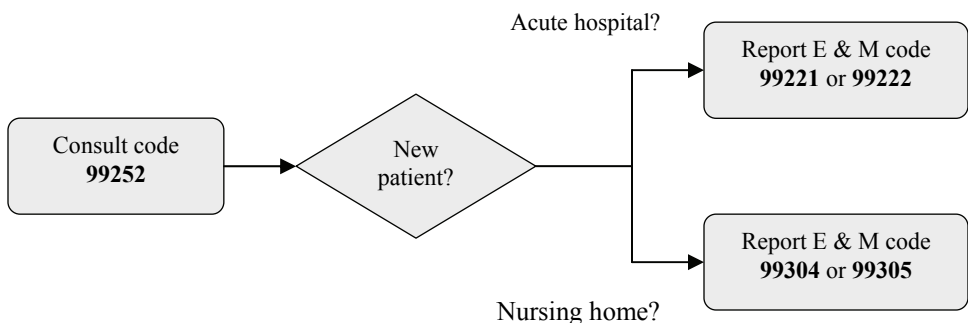 Acute hospital?
Report E & M code
99221 or 99222
Consult code
99252
New
patient?
Report E & M code
99304 or 99305
Nursing home?